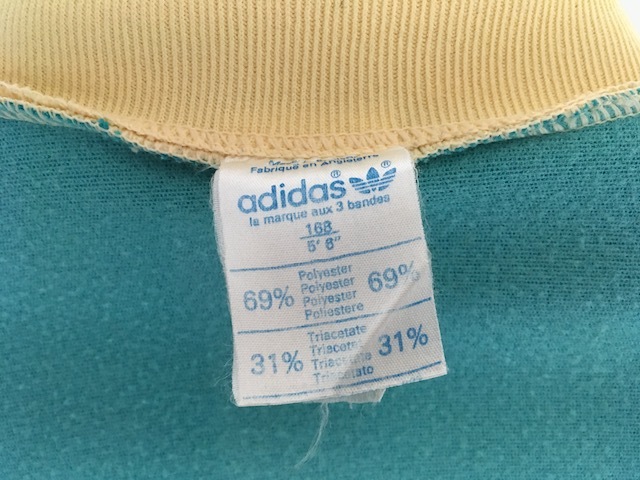 Fabrique en Angleterre
adidas®®
la marque aux 3 bandes
168
5' 6"
Polyester
69% Polyester 69%
Polyester
Poliestere
Triacetate
31% Triacetat 31%
Triacetate
Triacetato